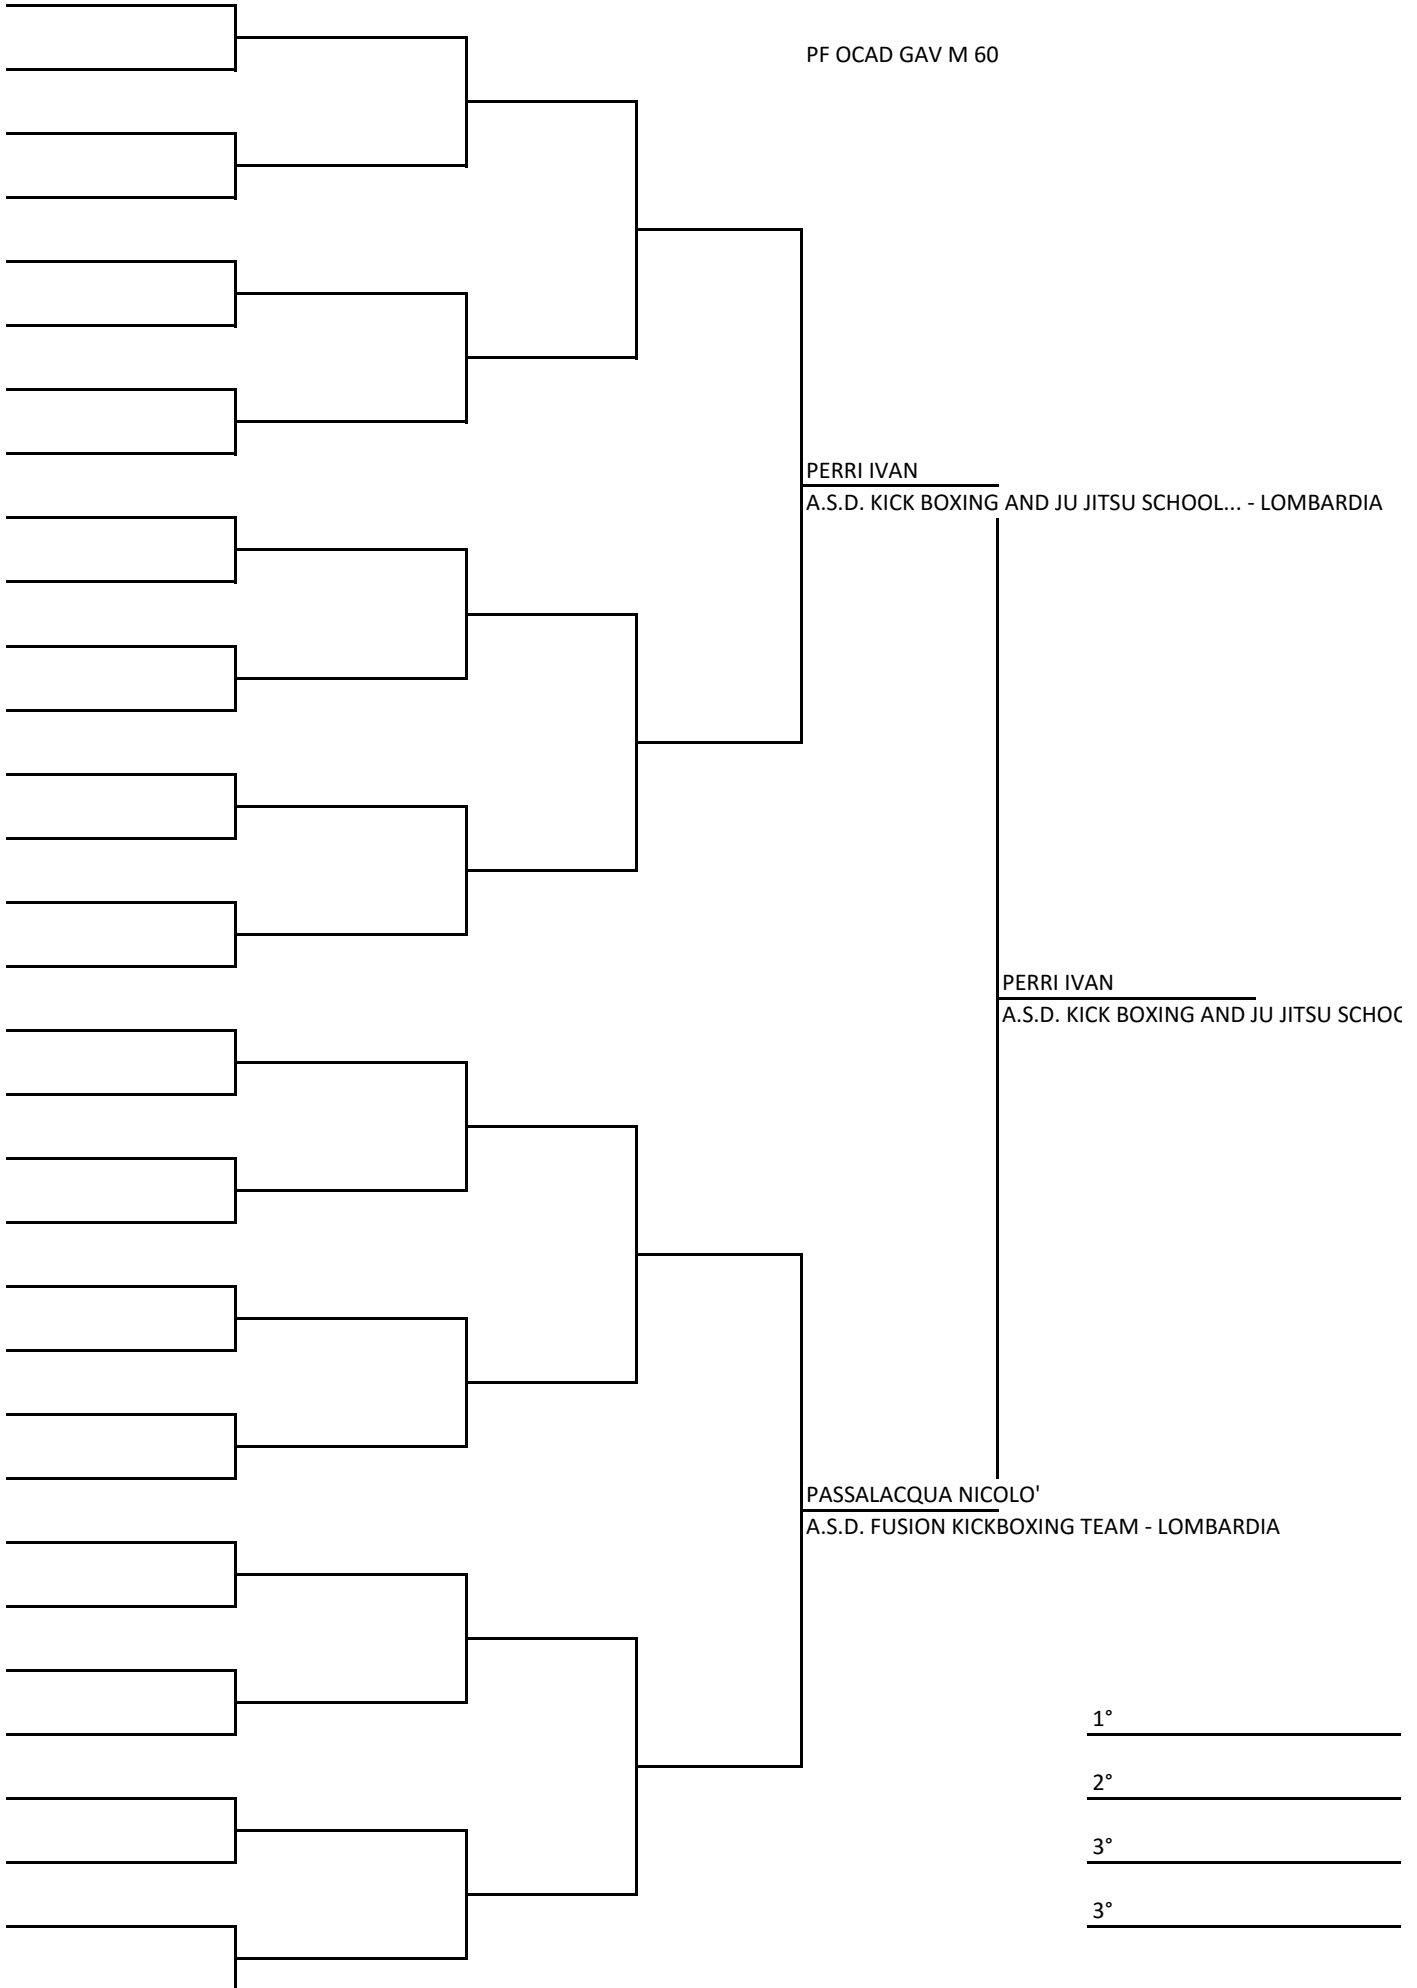 PF OCAD GAV M 60
PERRI IVAN
A.S.D. KICK BOXING AND JU JITSU SCHOOL... - LOMBARDIA
PERRI IVAN
A.S.D. KICK BOXING AND JU JITSU SCHOO
PASSALACQUA NICOLO'
A.S.D. FUSION KICKBOXING TEAM - LOMBARDIA
1°
2°
3°
3°